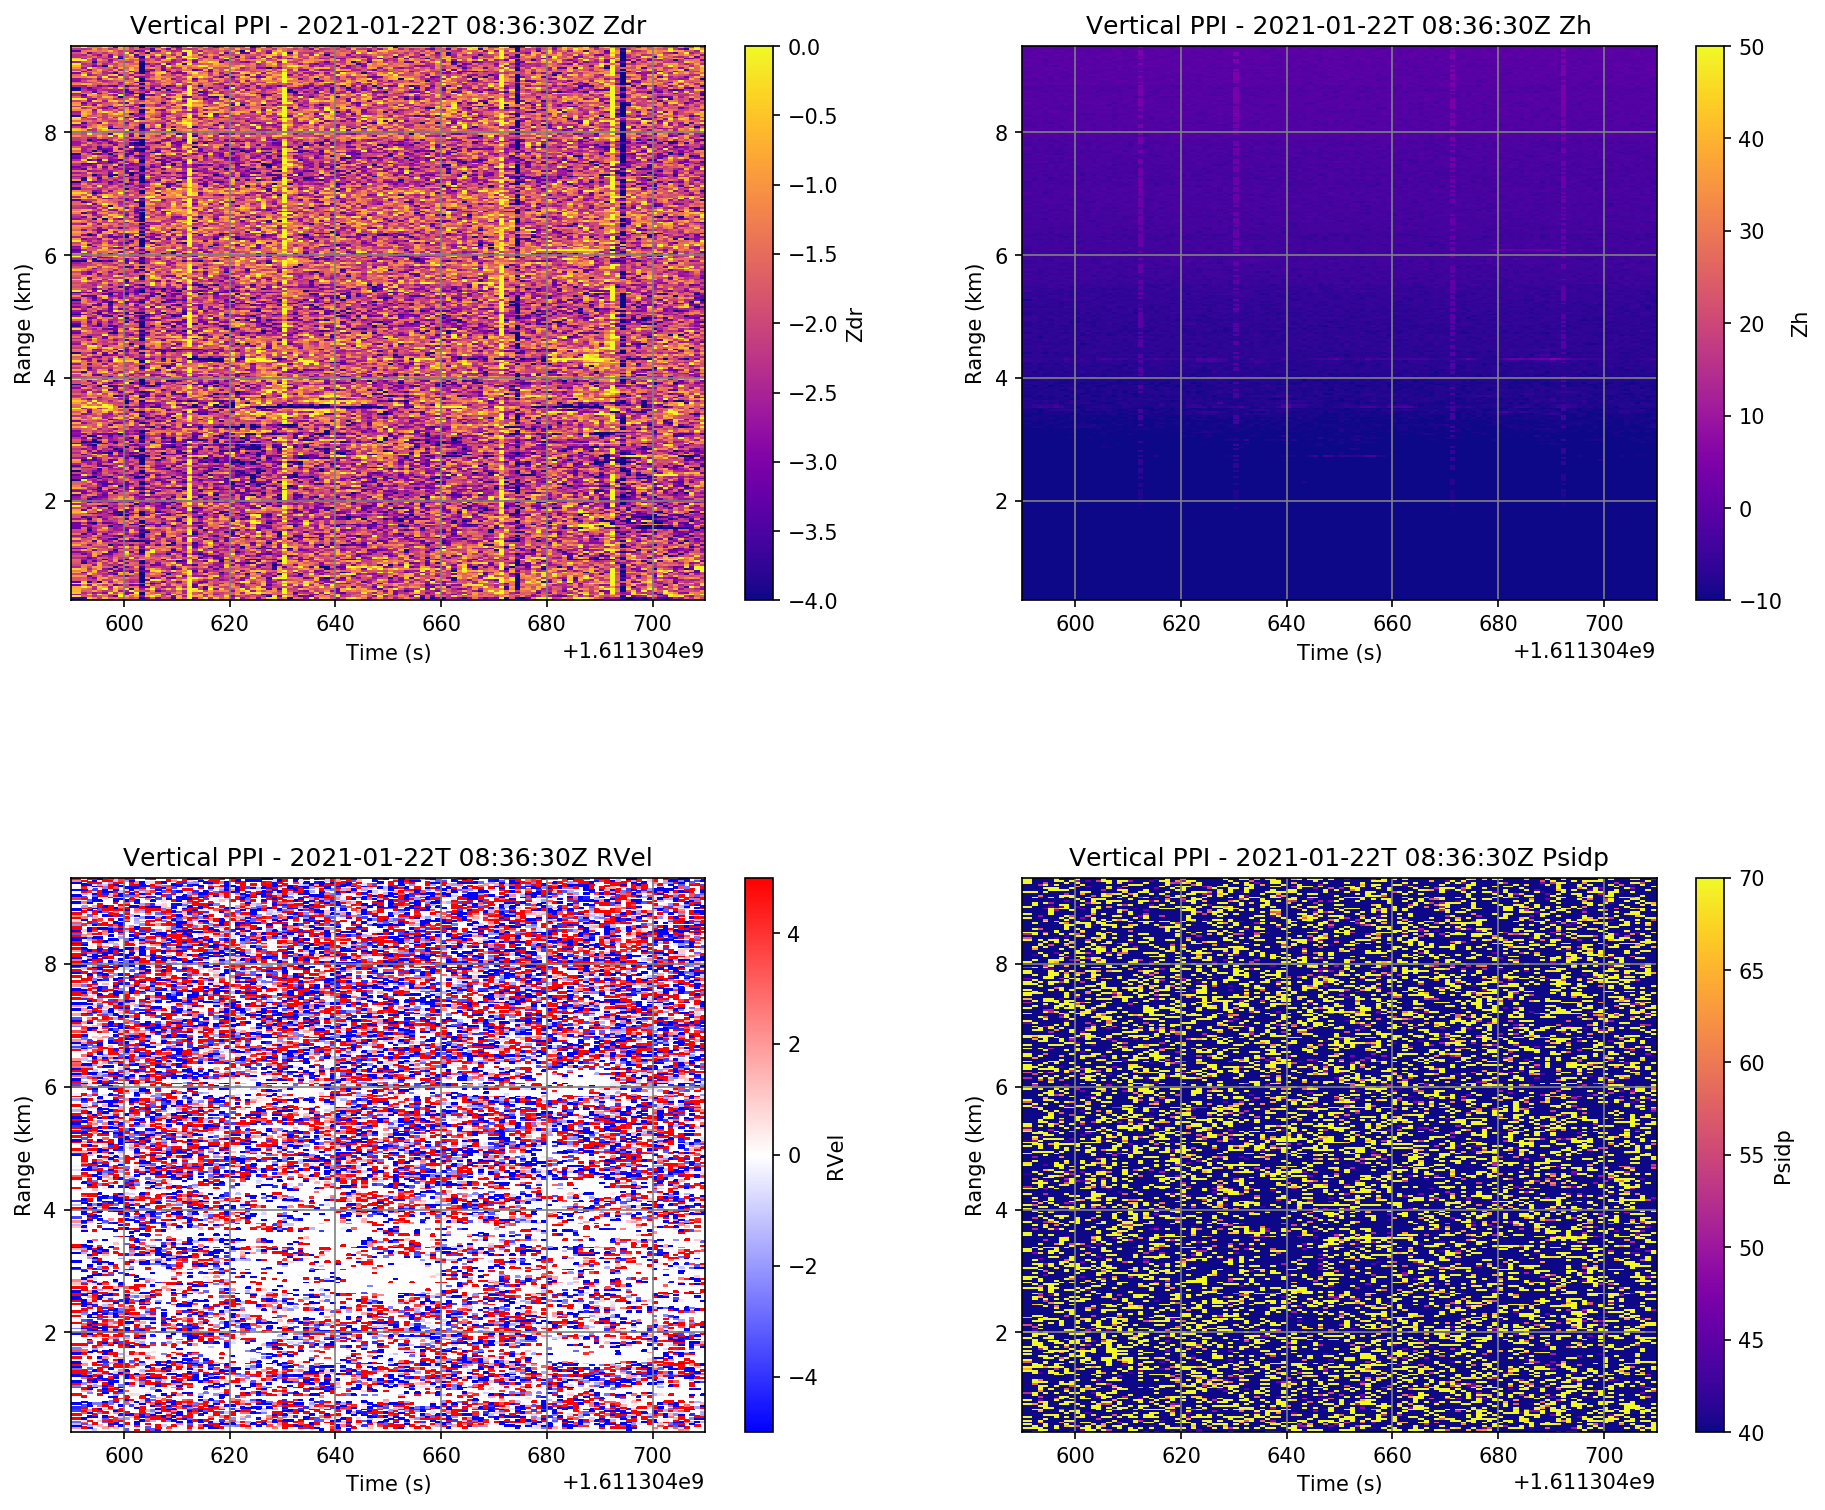 Vertical PPI - 2021-01-22T 08:36:30Z Zdr
Range (km)
8
6
4
2
600 620 640 660 680 700
Time (s)
+1.611304e9
0.0
−0.5
−1.0
−1.5
−2.0
−2.5
−3.0
−3.5
−4.0
Zdr
Vertical PPI - 2021-01-22T 08:36:30Z Zh
Range (km)
8
6
4
2
600 620 640 660 680 700
Time (s)
+1.611304e9
50
40
30
20
10
0
−10
Zh
Vertical PPI - 2021-01-22T 08:36:30Z RVel
Range (km)
8
6
4
2
600 620 640 660 680 700
Time (s)
+1.611304e9
4
2
0
−2
−4
RVel
Vertical PPI - 2021-01-22T 08:36:30Z Psidp
Range (km)
8
6
4
2
600 620 640 660 680 700
Time (s)
+1.611304e9
70
65
60
55
50
45
40
Psidp